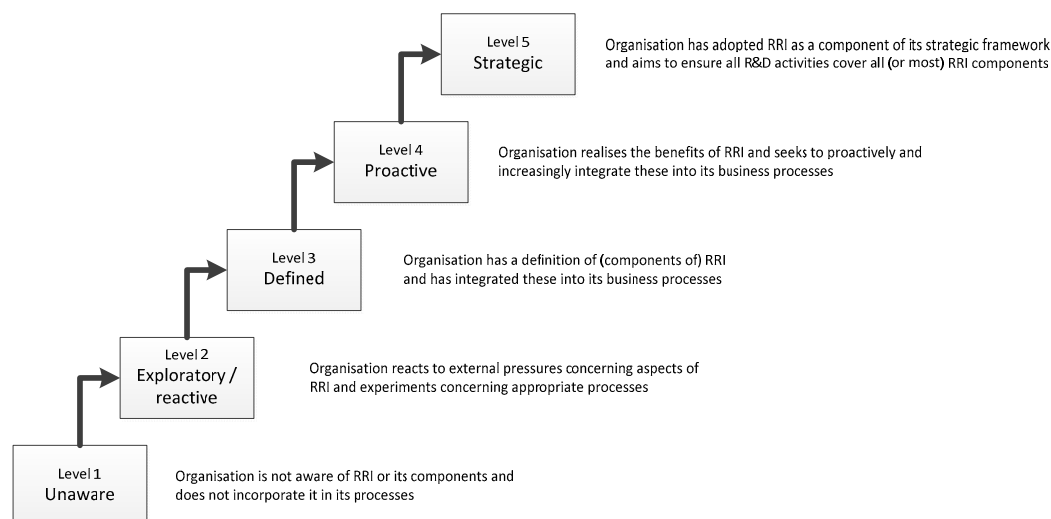 Level 5
Strategic
Organisation has adopted RRI as a component of its strategic framework
and aims to ensure all R&D activities cover all (or most) RRI components
Level 4
Proactive
Organisation realises the benefits of RRI and seeks to proactively and
increasingly integrate these into its business processes
Level 3
Defined
Organisation has a definition of (components of) RRI
and has integrated these into its business processes
Level 2
Exploratory /
reactive
Organisation reacts to external pressures concerning aspects of
RRI and experiments concerning appropriate processes
Level 1
Unaware
Organisation is not aware of RRI or its components and
does not incorporate it in its processes